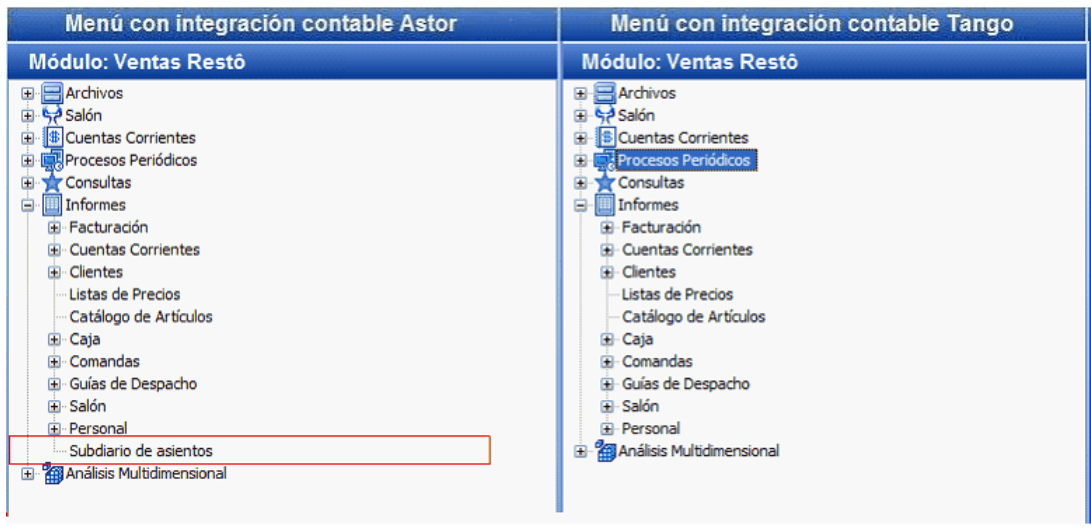 Menú con integración contable Astor
Módulo: Ventas Restô
Archivos
Salón
Cuentas Corrientes
Procesos Periódicos
Consultas
Informes
Facturación
Cuentas Corrientes
Clientes
Listas de Precios
Catálogo de Artículos
Caja
Comandas
Guías de Despacho
Salón
Personal
Subdiario de asientos
Análisis Multidimensional
Menú con integración contable Tango
Módulo: Ventas Restô
Archivos
Salón
Cuentas Corrientes
Procesos Periódicos
Consultas
Informes
Facturación
Cuentas Corrientes
Clientes
Listas de Precios
Catálogo de Artículos
Caja
Comandas
Guías de Despacho
Salón
Personal
Análisis Multidimensional